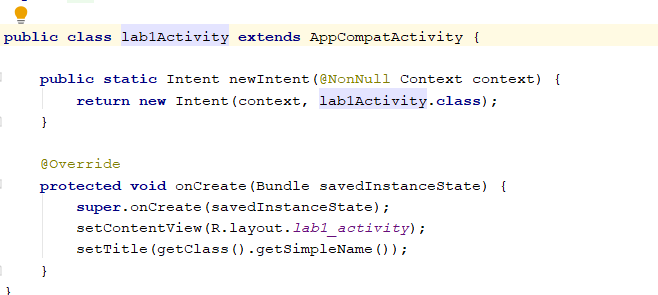 public class lab1Activity extends AppCompatActivity {
public static Intent newIntent(@NonNull Context context) {
return new Intent(context, lab1Activity.class);
}
@Override
protected void onCreate(Bundle savedInstanceState) {
super.onCreate(savedInstanceState);
setContentView(R.layout.lab1_activity);
setTitle(getClass().getSimpleName());
}
}